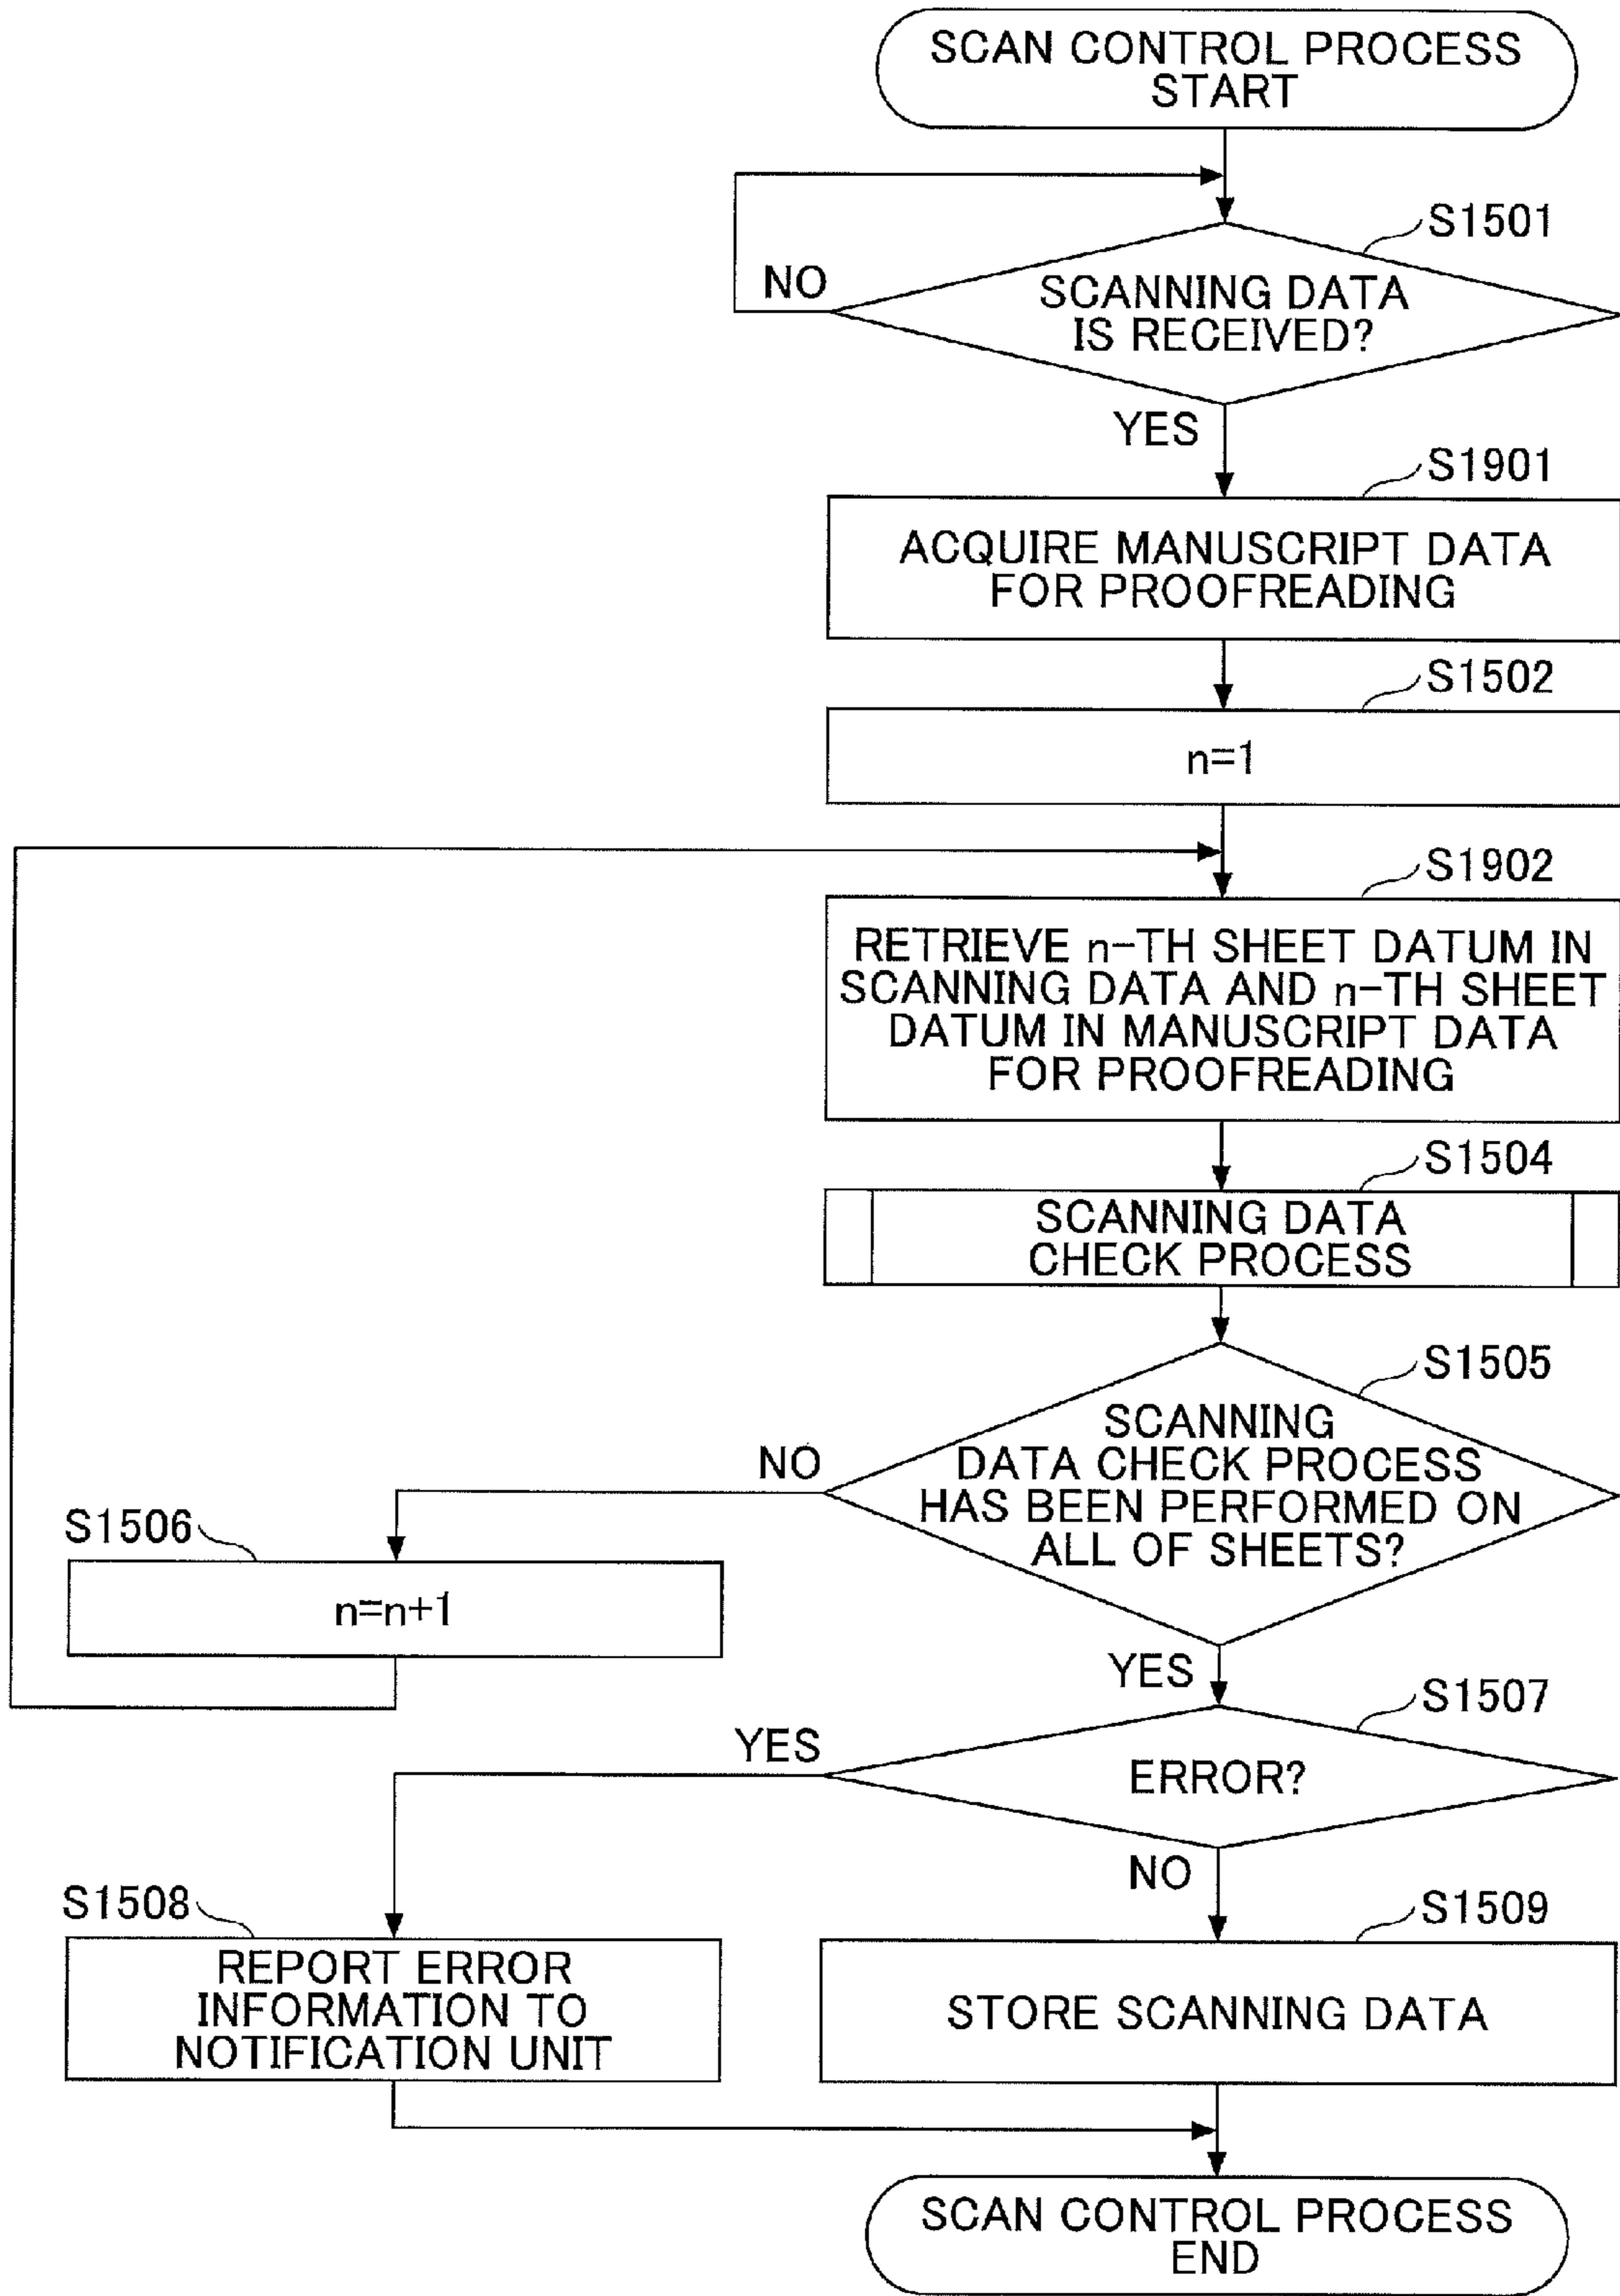 SCAN CONTROL PROCESS
START
S1501
NO
SCANNING DATA
IS RECEIVED?
YES
S1901
ACQUIRE MANUSCRIPT DATA
FOR PROOFREADING
S1502
n=1
S1902
RETRIEVE n-TH SHEET DATUM IN
SCANNING DATA AND n-TH SHEET
DATUM IN MANUSCRIPT DATA
FOR PROOFREADING
S1504
SCANNING DATA
CHECK PROCESS
S1505
SCANNING
DATA CHECK PROCESS
HAS BEEN PERFORMED ON
ALL OF SHEETS?
NO
S1506
n=n+1
YES
S1507
ERROR?
YES
NO
S1508
REPORT ERROR
INFORMATION TO
NOTIFICATION UNIT
S1509
STORE SCANNING DATA
SCAN CONTROL PROCESS
END